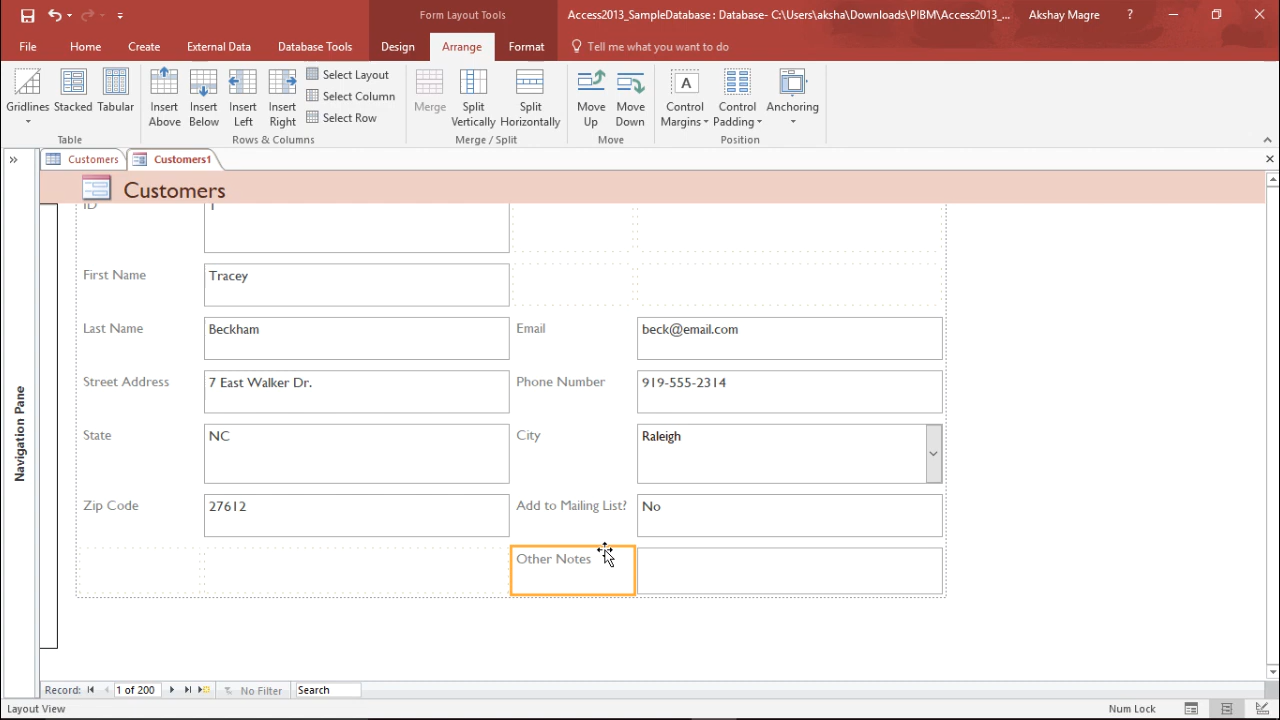 Form Layout Tools
Access2013_SampleDatabase : Database- C:\Users\aksha\Downloads\PIBM\Access2013_...
Akshay Magre
?
File
Home
Create
External Data
Database Tools
Design
Arrange
Format
Tell me what you want to do
Gridlines
Stacked
Tabular
Insert Above
Insert Below
Insert Left
Insert Right
Select Layout
Select Column
Select Row
Merge
Split Vertically
Split Horizontally
Move Up
Move Down
Control Margins
Control Padding
Anchoring
Table
Rows & Columns
Merge / Split
Move
Position
Customers
Customers1
Navigation Pane
Customers
ID 1
First Name Tracey
Last Name Beckham Email beck@email.com
Street Address 7 East Walker Dr. Phone Number 919-555-2314
State NC City Raleigh
Zip Code 27612 Add to Mailing List? No
Other Notes
Record: 1 of 200 No Filter Search
Layout View
Num Lock